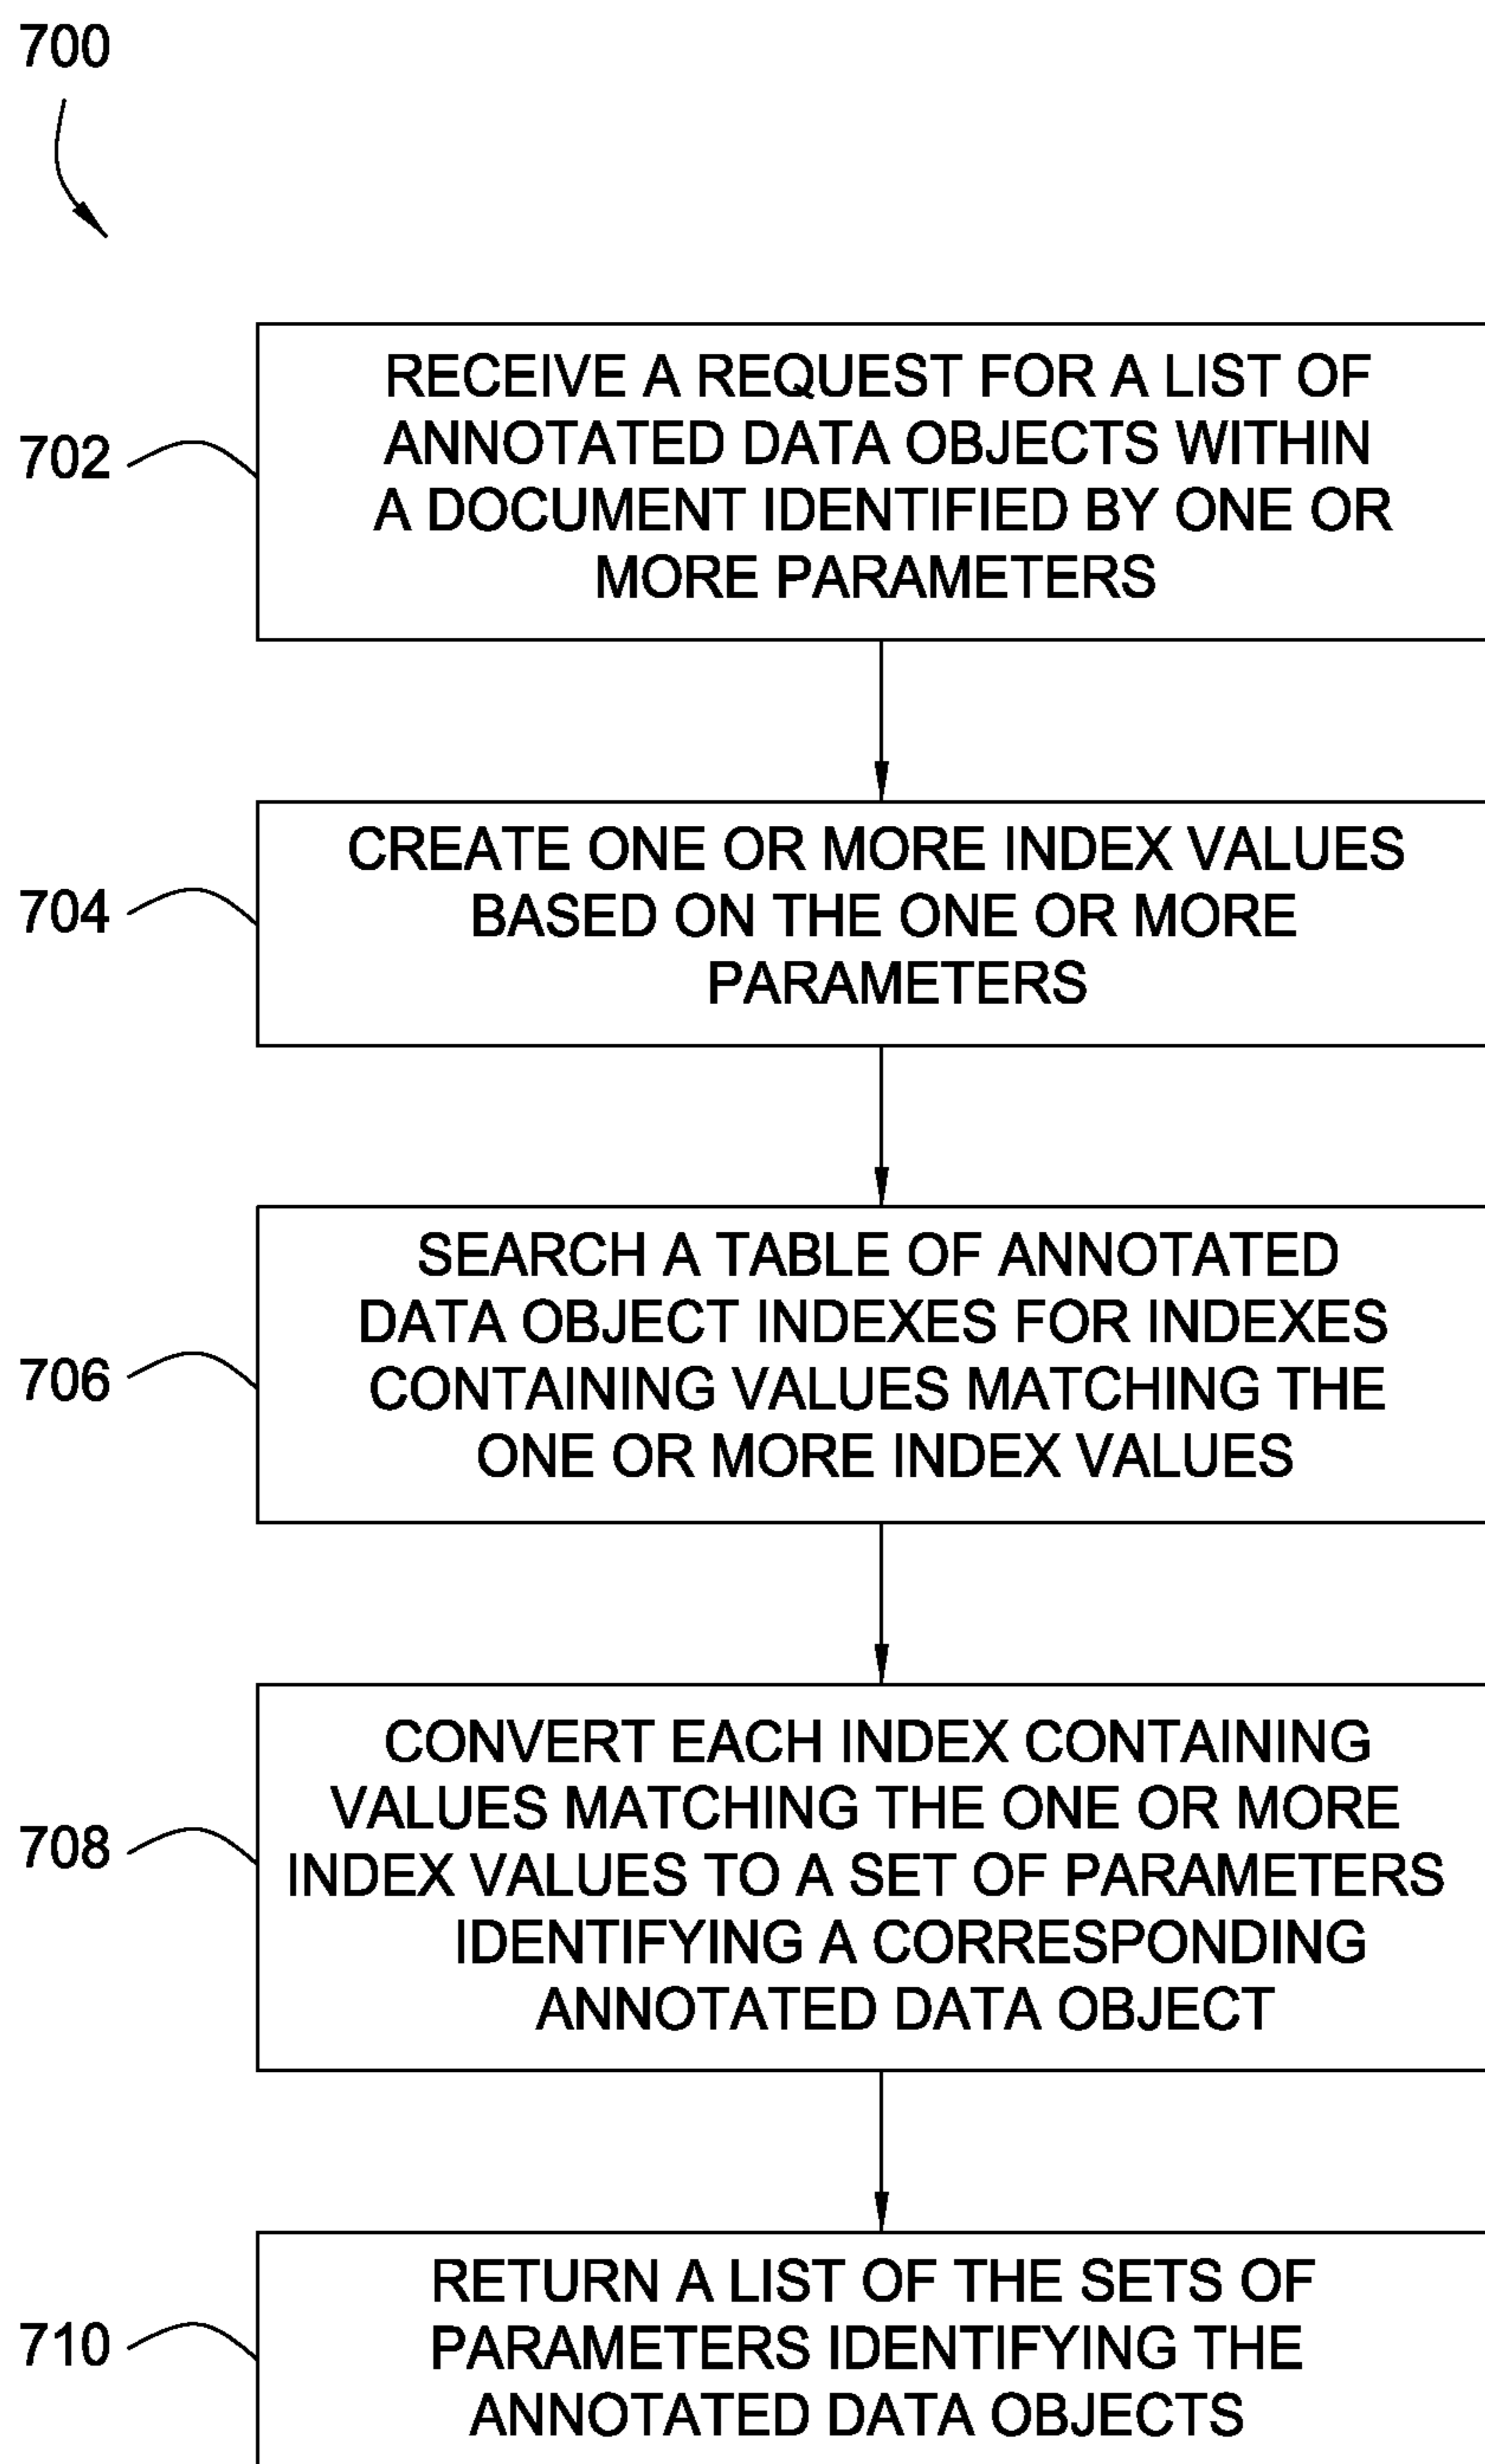 700
RECEIVE A REQUEST FOR A LIST OF
ANNOTATED DATA OBJECTS WITHIN
A DOCUMENT IDENTIFIED BY ONE OR
MORE PARAMETERS
702
CREATE ONE OR MORE INDEX VALUES
BASED ON THE ONE OR MORE
PARAMETERS
704
SEARCH A TABLE OF ANNOTATED
DATA OBJECT INDEXES FOR INDEXES
CONTAINING VALUES MATCHING THE
ONE OR MORE INDEX VALUES
706
CONVERT EACH INDEX CONTAINING
VALUES MATCHING THE ONE OR MORE
INDEX VALUES TO A SET OF PARAMETERS
IDENTIFYING A CORRESPONDING
ANNOTATED DATA OBJECT
708
RETURN A LIST OF THE SETS OF
PARAMETERS IDENTIFYING THE
ANNOTATED DATA OBJECTS
710